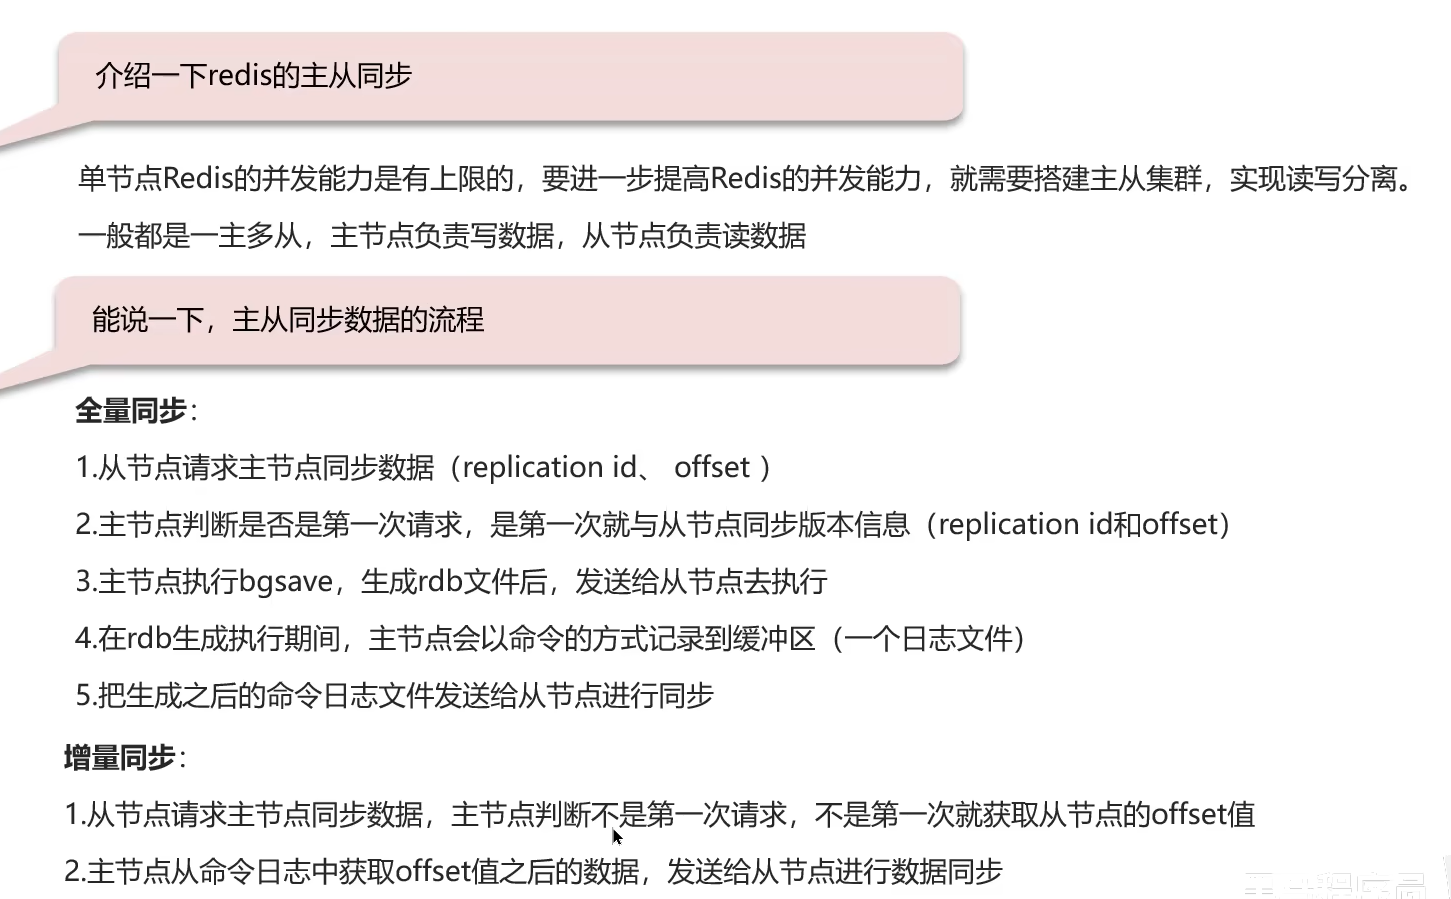 介绍一下redis的主从同步
单节点Redis的并发能力是有上限的，要进一步提高Redis的并发能力，就需要搭建主从集群，实现读写分离。
一般都是一主多从，主节点负责写数据，从节点负责读数据
能说一下，主从同步数据的流程
全量同步：
1.从节点请求主节点同步数据（replication id、 offset ）
2.主节点判断是否是第一次请求，是第一次就与从节点同步版本信息（replication id和offset）
3.主节点执行bgsave，生成rdb文件后，发送给从节点去执行
4.在rdb生成执行期间，主节点会以命令的方式记录到缓冲区（一个日志文件）
5.把生成之后的命令日志文件发送给从节点进行同步
增量同步：
1.从节点请求主节点同步数据，主节点判断不是第一次请求，不是第一次就获取从节点的offset值
2.主节点从命令日志中获取offset值之后的数据，发送给从节点进行数据同步